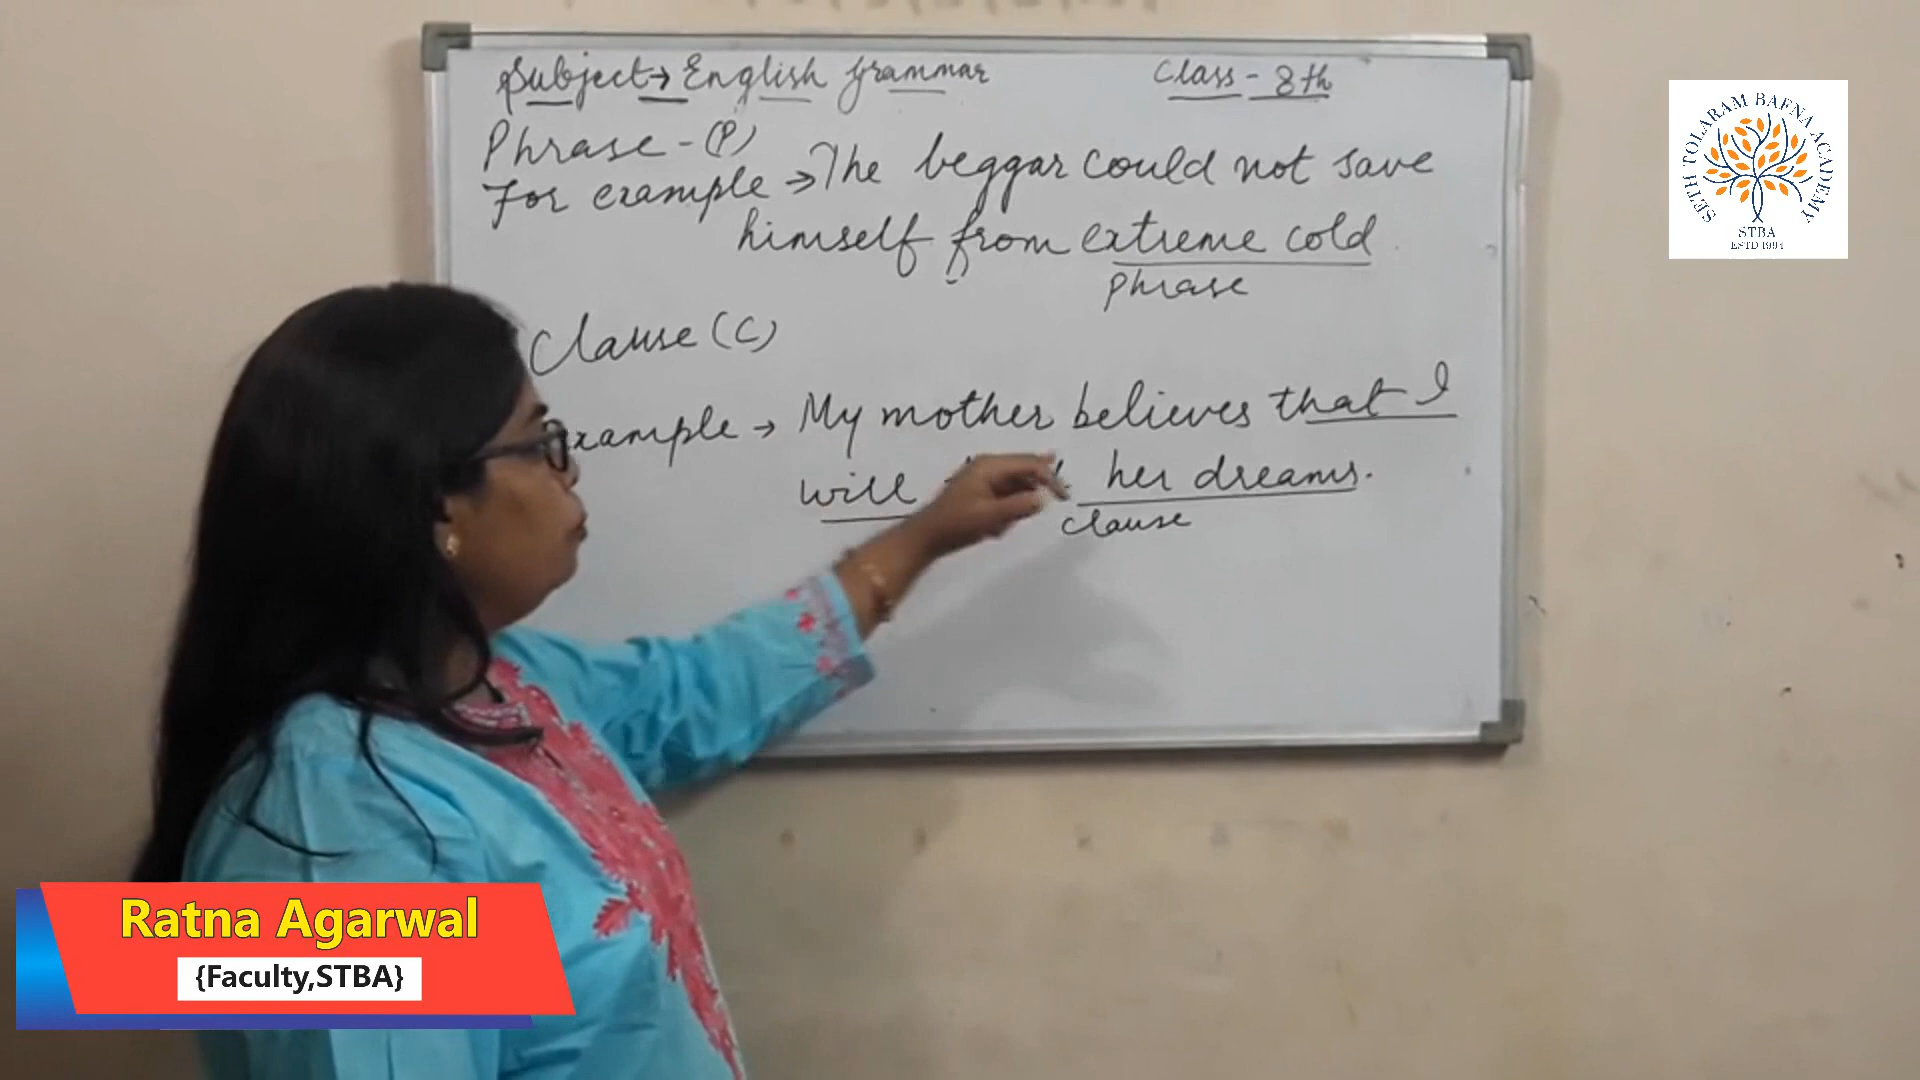 Subject → English Grammar
Class - 8th
Phrase - (P)
For example → The beggar could not save
himself from extreme cold
phrase
Clause (C)
example → My mother believes that I
will her dreams.
clause
SETH TOLARAM BAFNA ACADEMY
STBA
ESTD 1994
Ratna Agarwal
{Faculty,STBA}